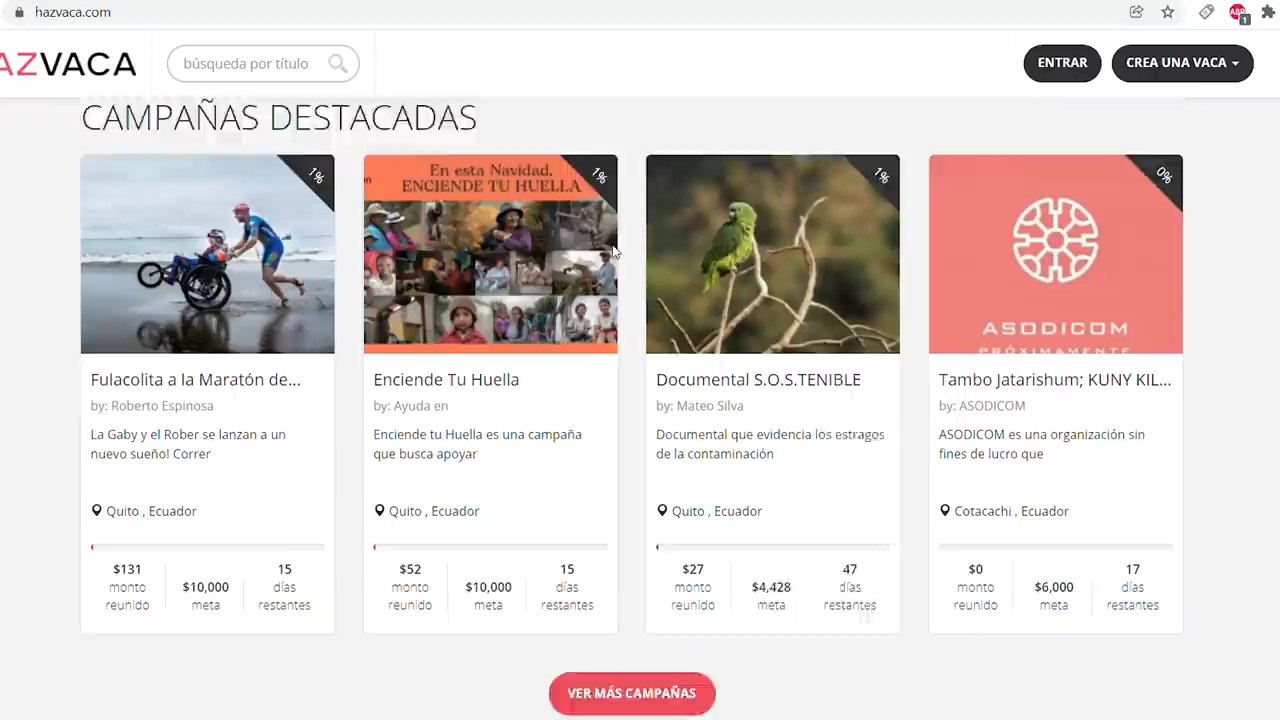 hazvaca.com
AZVACA
búsqueda por título
ENTRAR
CREA UNA VACA
ABP
1
CAMPAÑAS DESTACADAS
1%
En esta Navidad,
ENCIENDE TU HUELLA
1%
1%
0%
ASODICOM
PRÓXIMAMENTE
Fulacolita a la Maratón de...
by: Roberto Espinosa
La Gaby y el Rober se lanzan a un
nuevo sueño! Correr
Quito , Ecuador
$131
monto
reunido
$10,000
meta
15
días
restantes
Enciende Tu Huella
by: Ayuda en
Enciende tu Huella es una campaña
que busca apoyar
Quito , Ecuador
$52
monto
reunido
$10,000
meta
15
días
restantes
Documental S.O.S.TENIBLE
by: Mateo Silva
Documental que evidencia los estragos
de la contaminación
Quito , Ecuador
$27
monto
reunido
$4,428
meta
47
días
restantes
Tambo Jatarishum; KUNY KIL...
by: ASODICOM
ASODICOM es una organización sin
fines de lucro que
Cotacachi , Ecuador
$0
monto
reunido
$6,000
meta
17
días
restantes
VER MÁS CAMPAÑAS